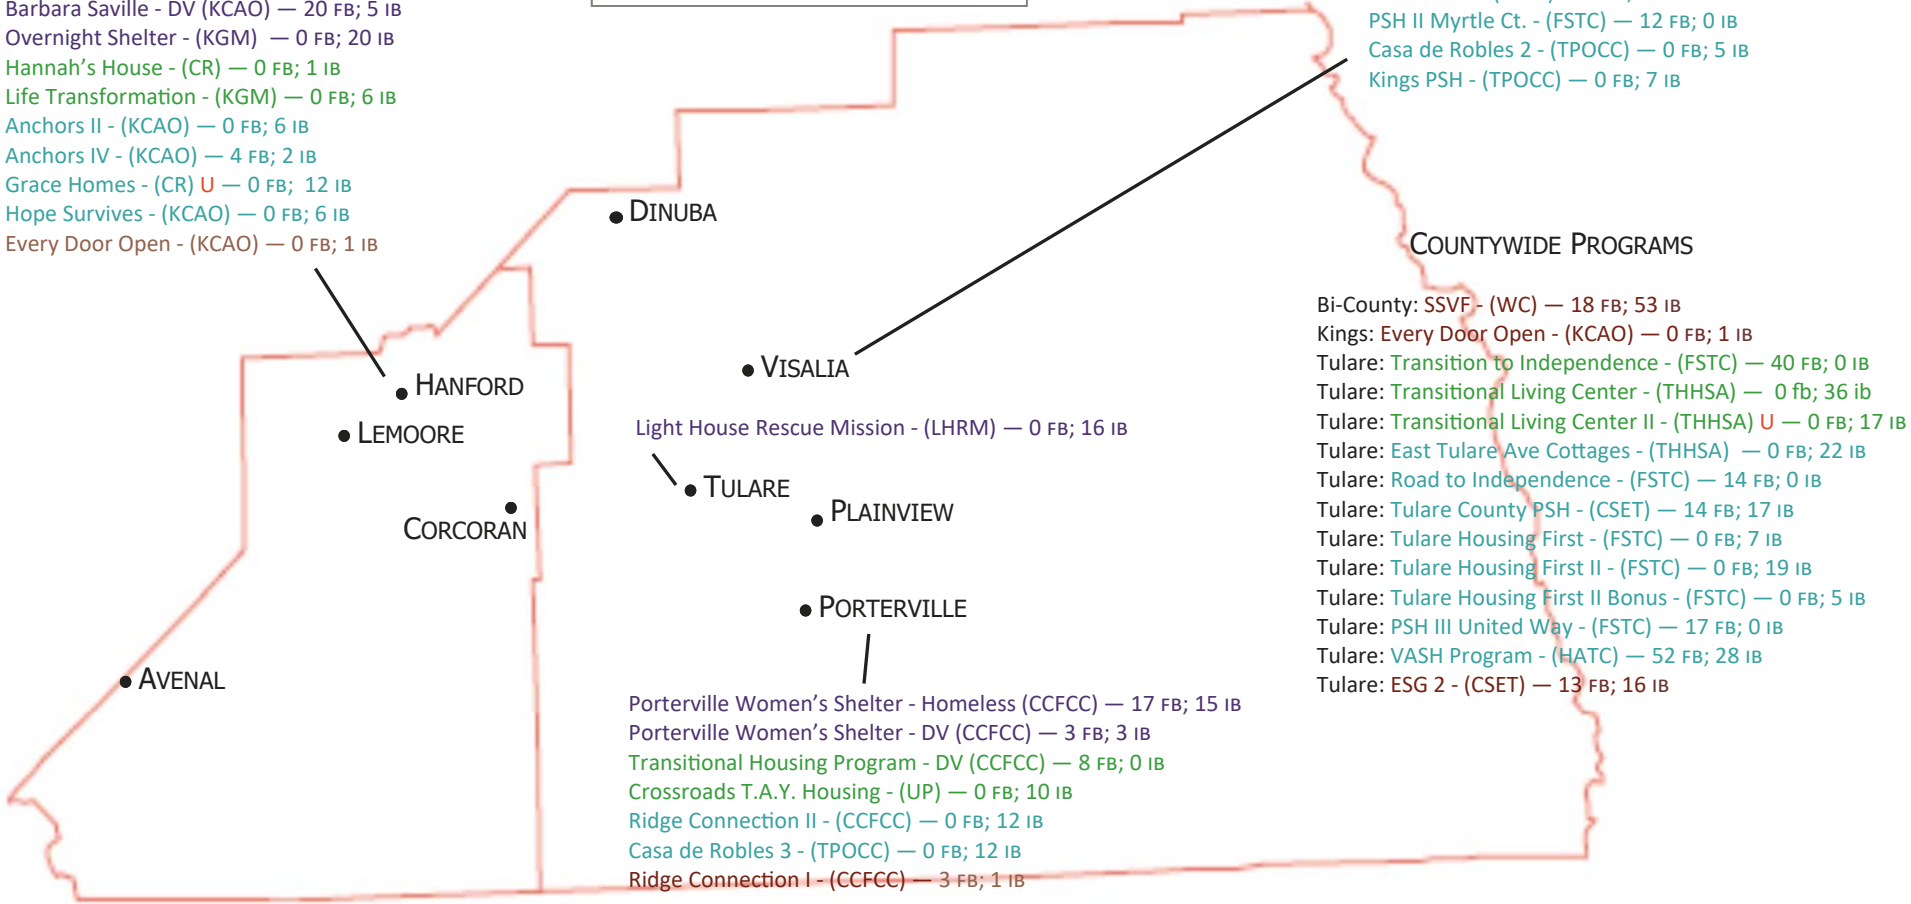 Barbara Saville - DV (KCAO) — 20 FB; 5 IB
Overnight Shelter - (KGM) — 0 FB; 20 IB
Hannah's House - (CR) — 0 FB; 1 IB
Life Transformation - (KGM) — 0 FB; 6 IB
Anchors II - (KCAO) — 0 FB; 6 IB
Anchors IV - (KCAO) — 4 FB; 2 IB
Grace Homes - (CR) U — 0 FB; 12 IB
Hope Survives - (KCAO) — 0 FB; 6 IB
Every Door Open - (KCAO) — 0 FB; 1 IB
PSH II Myrtle Ct. - (FSTC) — 12 FB; 0 IB
Casa de Robles 2 - (TPOCC) — 0 FB; 5 IB
Kings PSH - (TPOCC) — 0 FB; 7 IB
DINUBA
VISALIA
HANFORD
LEMOORE
Light House Rescue Mission - (LHRM) — 0 FB; 16 IB
TULARE
PLAINVIEW
CORCORAN
PORTERVILLE
AVENAL
Porterville Women's Shelter - Homeless (CCFCC) — 17 FB; 15 IB
Porterville Women's Shelter - DV (CCFCC) — 3 FB; 3 IB
Transitional Housing Program - DV (CCFCC) — 8 FB; 0 IB
Crossroads T.A.Y. Housing - (UP) — 0 FB; 10 IB
Ridge Connection II - (CCFCC) — 0 FB; 12 IB
Casa de Robles 3 - (TPOCC) — 0 FB; 12 IB
Ridge Connection I - (CCFCC) — 3 FB; 1 IB
COUNTYWIDE PROGRAMS
Bi-County: SSVF - (WC) — 18 FB; 53 IB
Kings: Every Door Open - (KCAO) — 0 FB; 1 IB
Tulare: Transition to Independence - (FSTC) — 40 FB; 0 IB
Tulare: Transitional Living Center - (THHSA) — 0 fb; 36 ib
Tulare: Transitional Living Center II - (THHSA) U — 0 FB; 17 IB
Tulare: East Tulare Ave Cottages - (THHSA) — 0 FB; 22 IB
Tulare: Road to Independence - (FSTC) — 14 FB; 0 IB
Tulare: Tulare County PSH - (CSET) — 14 FB; 17 IB
Tulare: Tulare Housing First - (FSTC) — 0 FB; 7 IB
Tulare: Tulare Housing First II - (FSTC) — 0 FB; 19 IB
Tulare: Tulare Housing First II Bonus - (FSTC) — 0 FB; 5 IB
Tulare: PSH III United Way - (FSTC) — 17 FB; 0 IB
Tulare: VASH Program - (HATC) — 52 FB; 28 IB
Tulare: ESG 2 - (CSET) — 13 FB; 16 IB